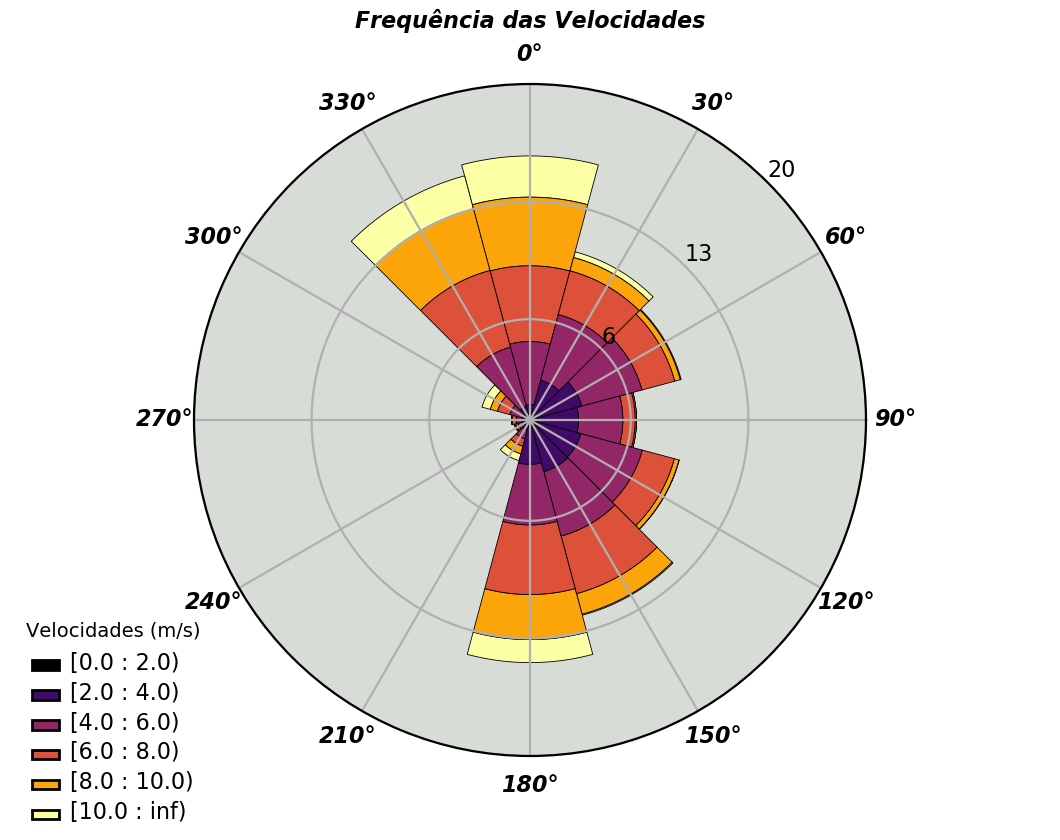 Frequência das Velocidades
0°
330°
30°
20
300°
60°
13
6
270°
90°
240°
120°
210°
150°
180°
Velocidades (m/s)
[0.0 : 2.0)
[2.0 : 4.0)
[4.0 : 6.0)
[6.0 : 8.0)
[8.0 : 10.0)
[10.0 : inf)